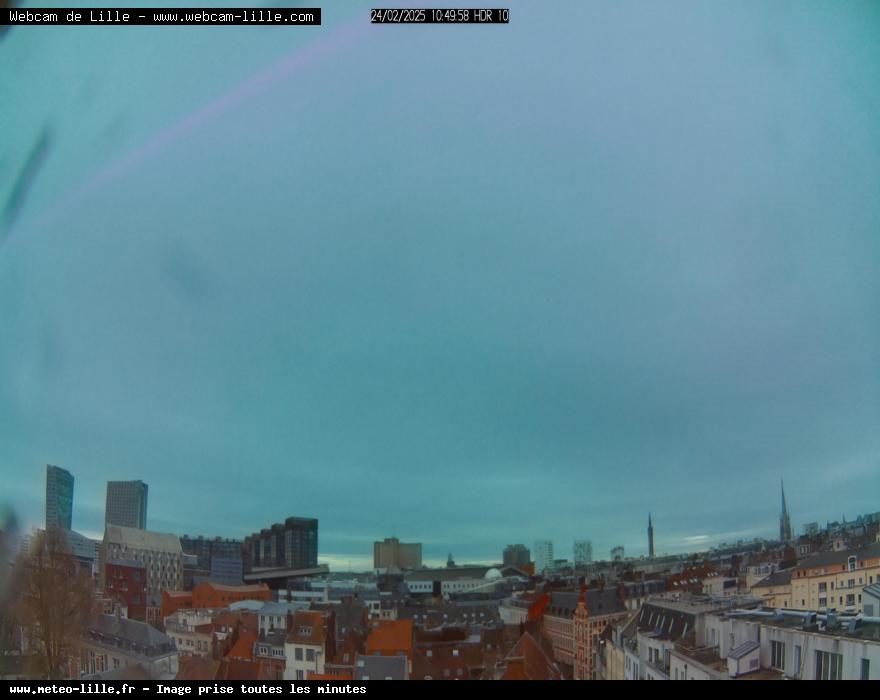 Webcam de Lille - www.webcam-lille.com
24/02/2025 10:49:58 HDR 10
www.meteo-lille.fr - Image prise toutes les minutes